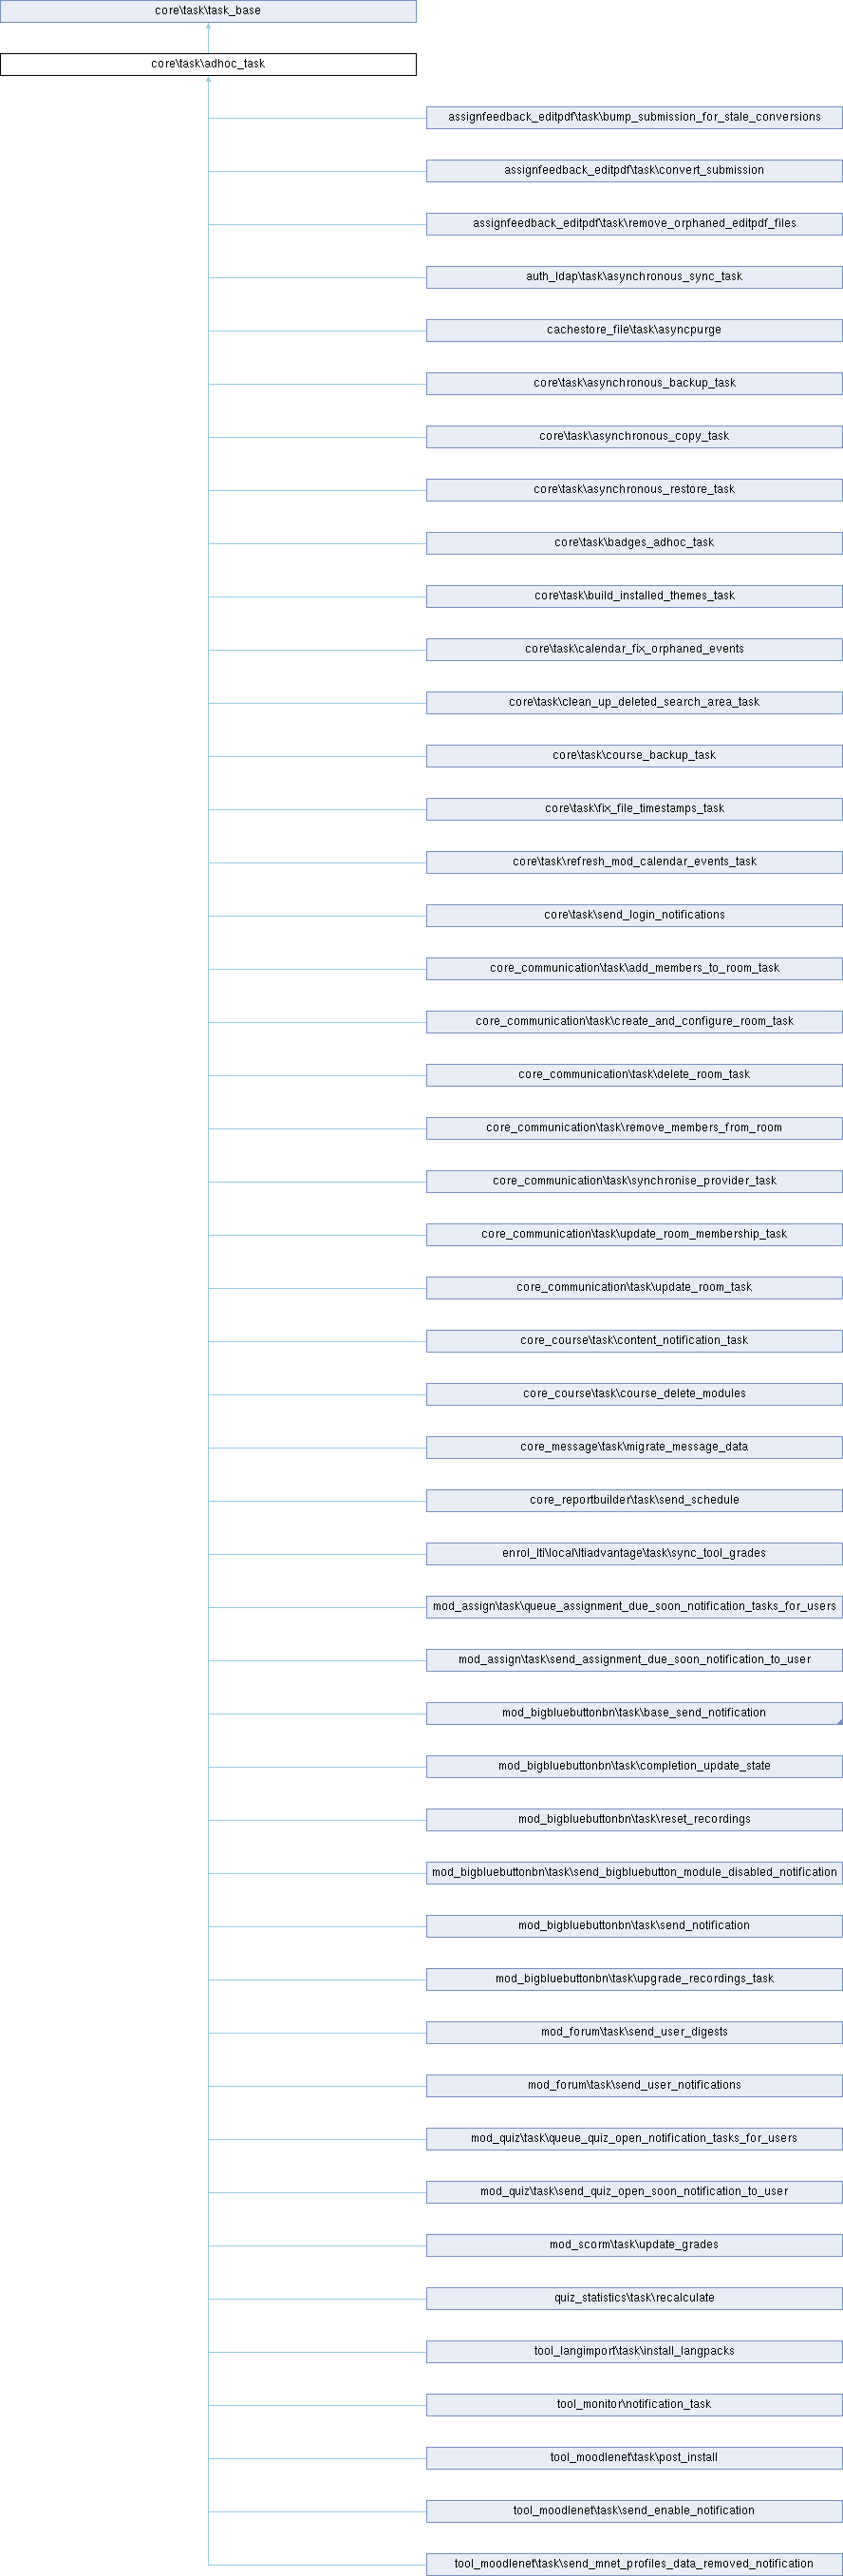 core\task\task_base
core\task\adhoc_task
assignfeedback_editpdf\task\bump_submission_for_stale_conversions
assignfeedback_editpdf\task\convert_submission
assignfeedback_editpdf\task\remove_orphaned_editpdf_files
auth_ldap\task\asynchronous_sync_task
cachestore_file\task\asyncpurge
core\task\asynchronous_backup_task
core\task\asynchronous_copy_task
core\task\asynchronous_restore_task
core\task\badges_adhoc_task
core\task\build_installed_themes_task
core\task\calendar_fix_orphaned_events
core\task\clean_up_deleted_search_area_task
core\task\course_backup_task
core\task\fix_file_timestamps_task
core\task\refresh_mod_calendar_events_task
core\task\send_login_notifications
core_communication\task\add_members_to_room_task
core_communication\task\create_and_configure_room_task
core_communication\task\delete_room_task
core_communication\task\remove_members_from_room
core_communication\task\synchronise_provider_task
core_communication\task\update_room_membership_task
core_communication\task\update_room_task
core_course\task\content_notification_task
core_course\task\course_delete_modules
core_message\task\migrate_message_data
core_reportbuilder\task\send_schedule
enrol_lti\local\ltiadvantage\task\sync_tool_grades
mod_assign\task\queue_assignment_due_soon_notification_tasks_for_users
mod_assign\task\send_assignment_due_soon_notification_to_user
mod_bigbluebuttonbn\task\base_send_notification
mod_bigbluebuttonbn\task\completion_update_state
mod_bigbluebuttonbn\task\reset_recordings
mod_bigbluebuttonbn\task\send_bigbluebutton_module_disabled_notification
mod_bigbluebuttonbn\task\send_notification
mod_bigbluebuttonbn\task\upgrade_recordings_task
mod_forum\task\send_user_digests
mod_forum\task\send_user_notifications
mod_quiz\task\queue_quiz_open_notification_tasks_for_users
mod_quiz\task\send_quiz_open_soon_notification_to_user
mod_scorm\task\update_grades
quiz_statistics\task\recalculate
tool_langimport\task\install_langpacks
tool_monitor\notification_task
tool_moodlenet\task\post_install
tool_moodlenet\task\send_enable_notification
tool_moodlenet\task\send_mnet_profiles_data_removed_notification